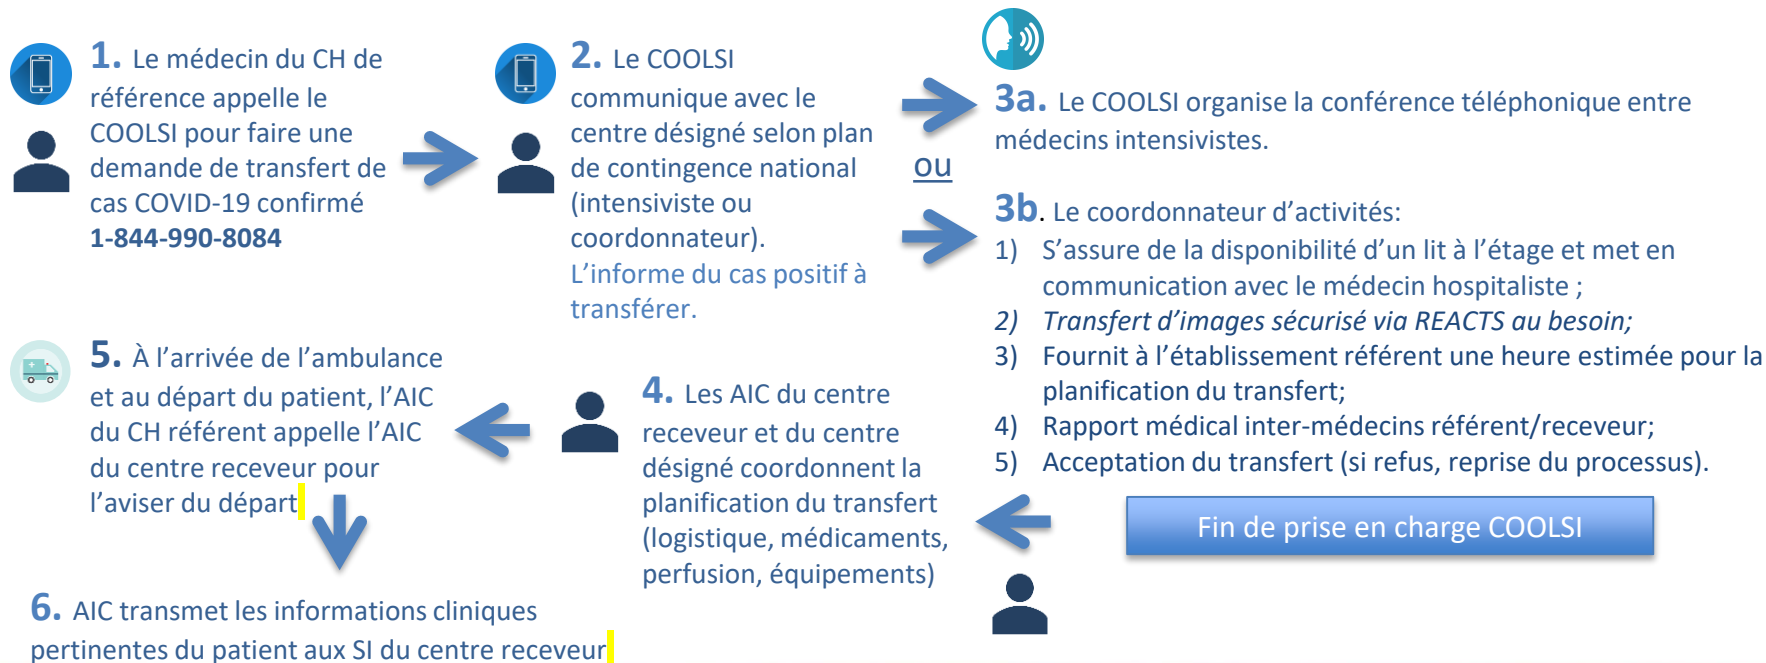 1. Le médecin du CH de
référence appelle le
COOLSI pour faire une
demande de transfert de
cas COVID-19 confirmé
1-844-990-8084
2. Le COOLSI
communique avec le
centre désigné selon plan
de contingence national
(intensiviste ou
coordonnateur).
L’informe du cas positif à
transférer.
ou
3a. Le COOLSI organise la conférence téléphonique entre
médecins intensivistes.
3b. Le coordonnateur d’activités:
1) S’assure de la disponibilité d’un lit à l’étage et met en
communication avec le médecin hospitaliste ;
2) Transfert d’images sécurisé via REACTS au besoin;
3) Fournit à l’établissement référent une heure estimée pour la
planification du transfert;
4) Rapport médical inter-médecins référent/receveur;
5) Acceptation du transfert (si refus, reprise du processus).
Fin de prise en charge COOLSI
4. Les AIC du centre
receveur et du centre
désigné coordonnent la
planification du transfert
(logistique, médicaments,
perfusion, équipements)
5. À l’arrivée de l’ambulance
et au départ du patient, l’AIC
du CH référent appelle l’AIC
du centre receveur pour
l’aviser du départ
6. AIC transmet les informations cliniques
pertinentes du patient aux SI du centre receveur